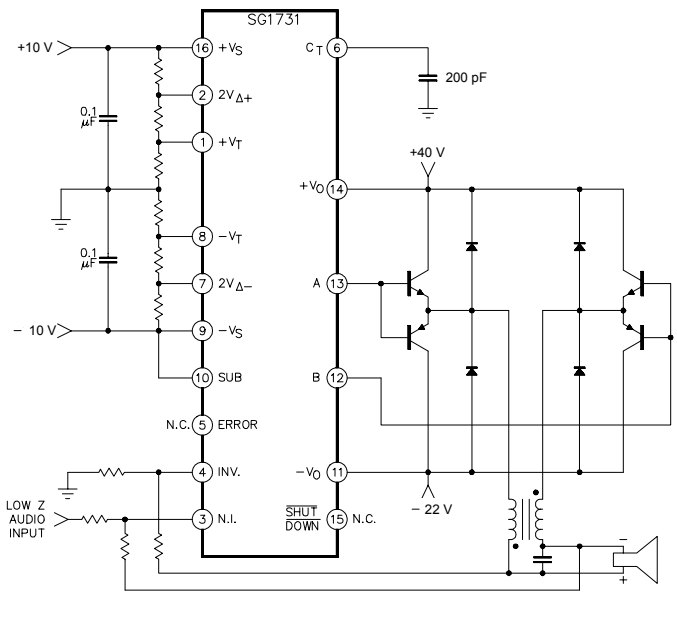 SG1731
+10 V
16 +VS
CT 6
200 pF
2 2VΔ+
0.1
μF
1 +VT
+40 V
+VO 14
8 −VT
0.1
μF
7 2VΔ−
A 13
− 10 V
9 −VS
10 SUB
B 12
N.C. 5 ERROR
4 INV.
−VO 11
− 22 V
LOW Z
AUDIO
INPUT
3 N.I.
SHUT
DOWN
15 N.C.
−
+